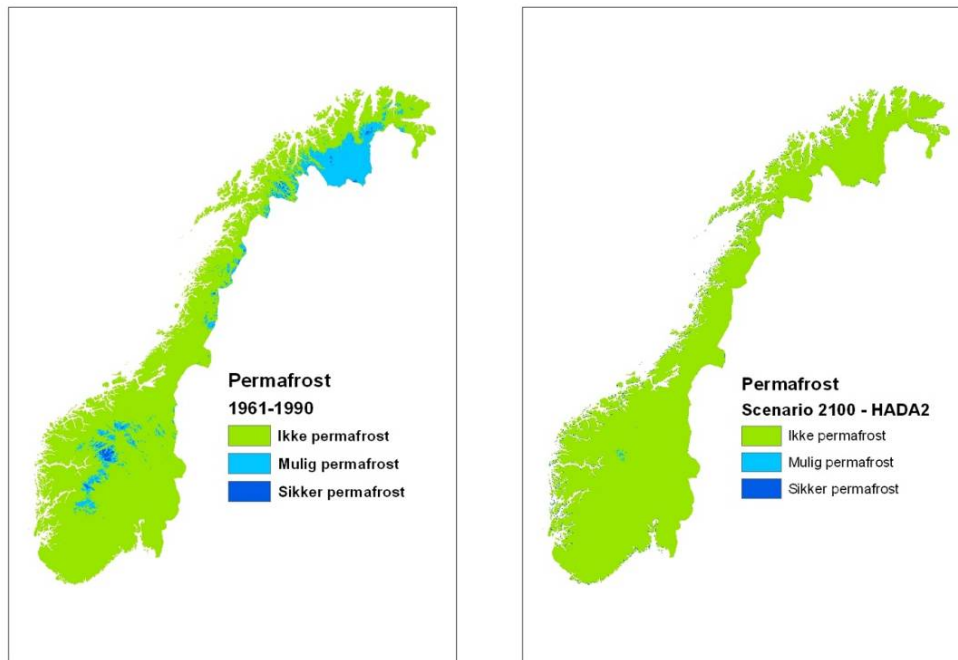 Permafrost
1961-1990
Ikke permafrost
Mulig permafrost
Sikker permafrost
Permafrost
Scenario 2100 - HADA2
Ikke permafrost
Mulig permafrost
Sikker permafrost